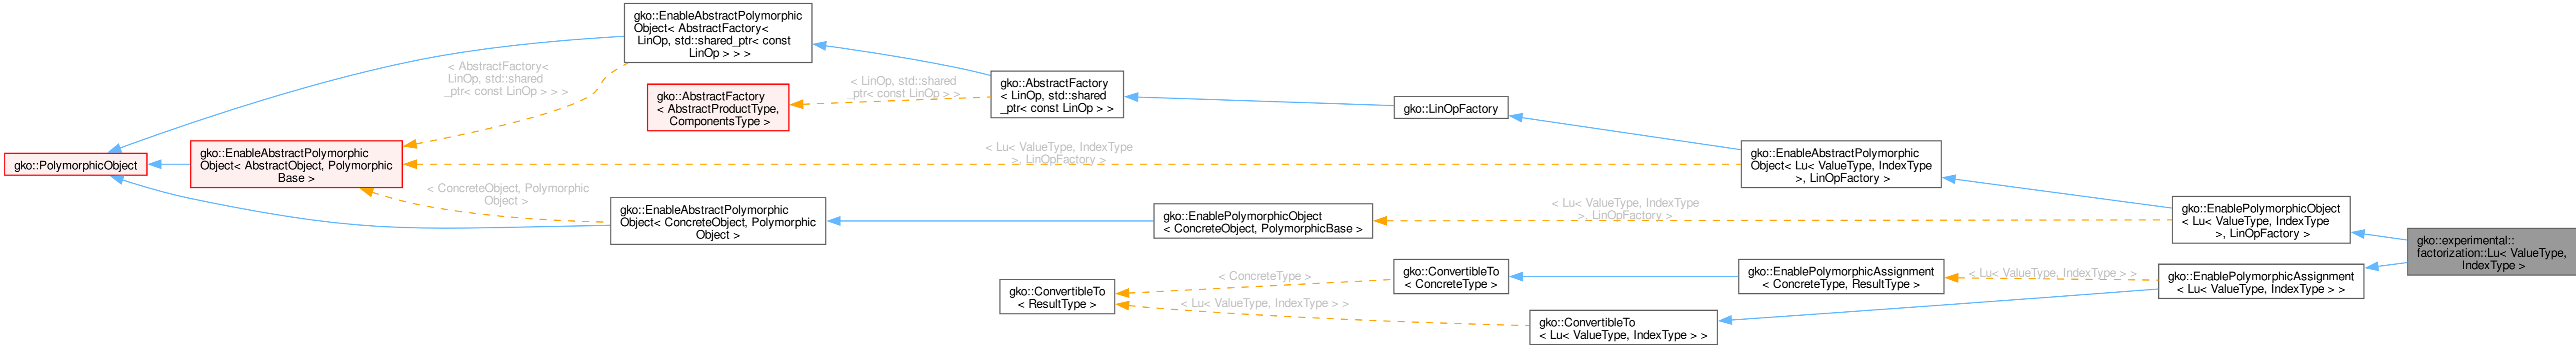 gko::EnableAbstractPolymorphic
Object< AbstractFactory<
LinOp, std::shared_ptr< const
LinOp > > >
< AbstractFactory<
LinOp, std::shared
_ptr< const LinOp > > >
gko::AbstractFactory
< AbstractProductType,
ComponentsType >
< LinOp, std::shared
_ptr< const LinOp > >
gko::AbstractFactory
< LinOp, std::shared
_ptr< const LinOp > >
gko::LinOpFactory
gko::PolymorphicObject
gko::EnableAbstractPolymorphic
Object< AbstractObject, Polymorphic
Base >
< Lu< ValueType, IndexType
>, LinOpFactory >
gko::EnableAbstractPolymorphic
Object< Lu< ValueType, IndexType
>, LinOpFactory >
< ConcreteObject, Polymorphic
Object >
gko::EnableAbstractPolymorphic
Object< ConcreteObject, Polymorphic
Object >
gko::EnablePolymorphicObject
< ConcreteObject, PolymorphicBase >
< Lu< ValueType, IndexType
>, LinOpFactory >
gko::EnablePolymorphicObject
< Lu< ValueType, IndexType
>, LinOpFactory >
gko::experimental::
factorization::Lu< ValueType,
IndexType >
gko::ConvertibleTo
< ResultType >
< ConcreteType >
< Lu< ValueType, IndexType > >
gko::ConvertibleTo
< ConcreteType >
gko::EnablePolymorphicAssignment
< ConcreteType, ResultType >
< Lu< ValueType, IndexType > >
gko::EnablePolymorphicAssignment
< Lu< ValueType, IndexType > >
gko::ConvertibleTo
< Lu< ValueType, IndexType > >